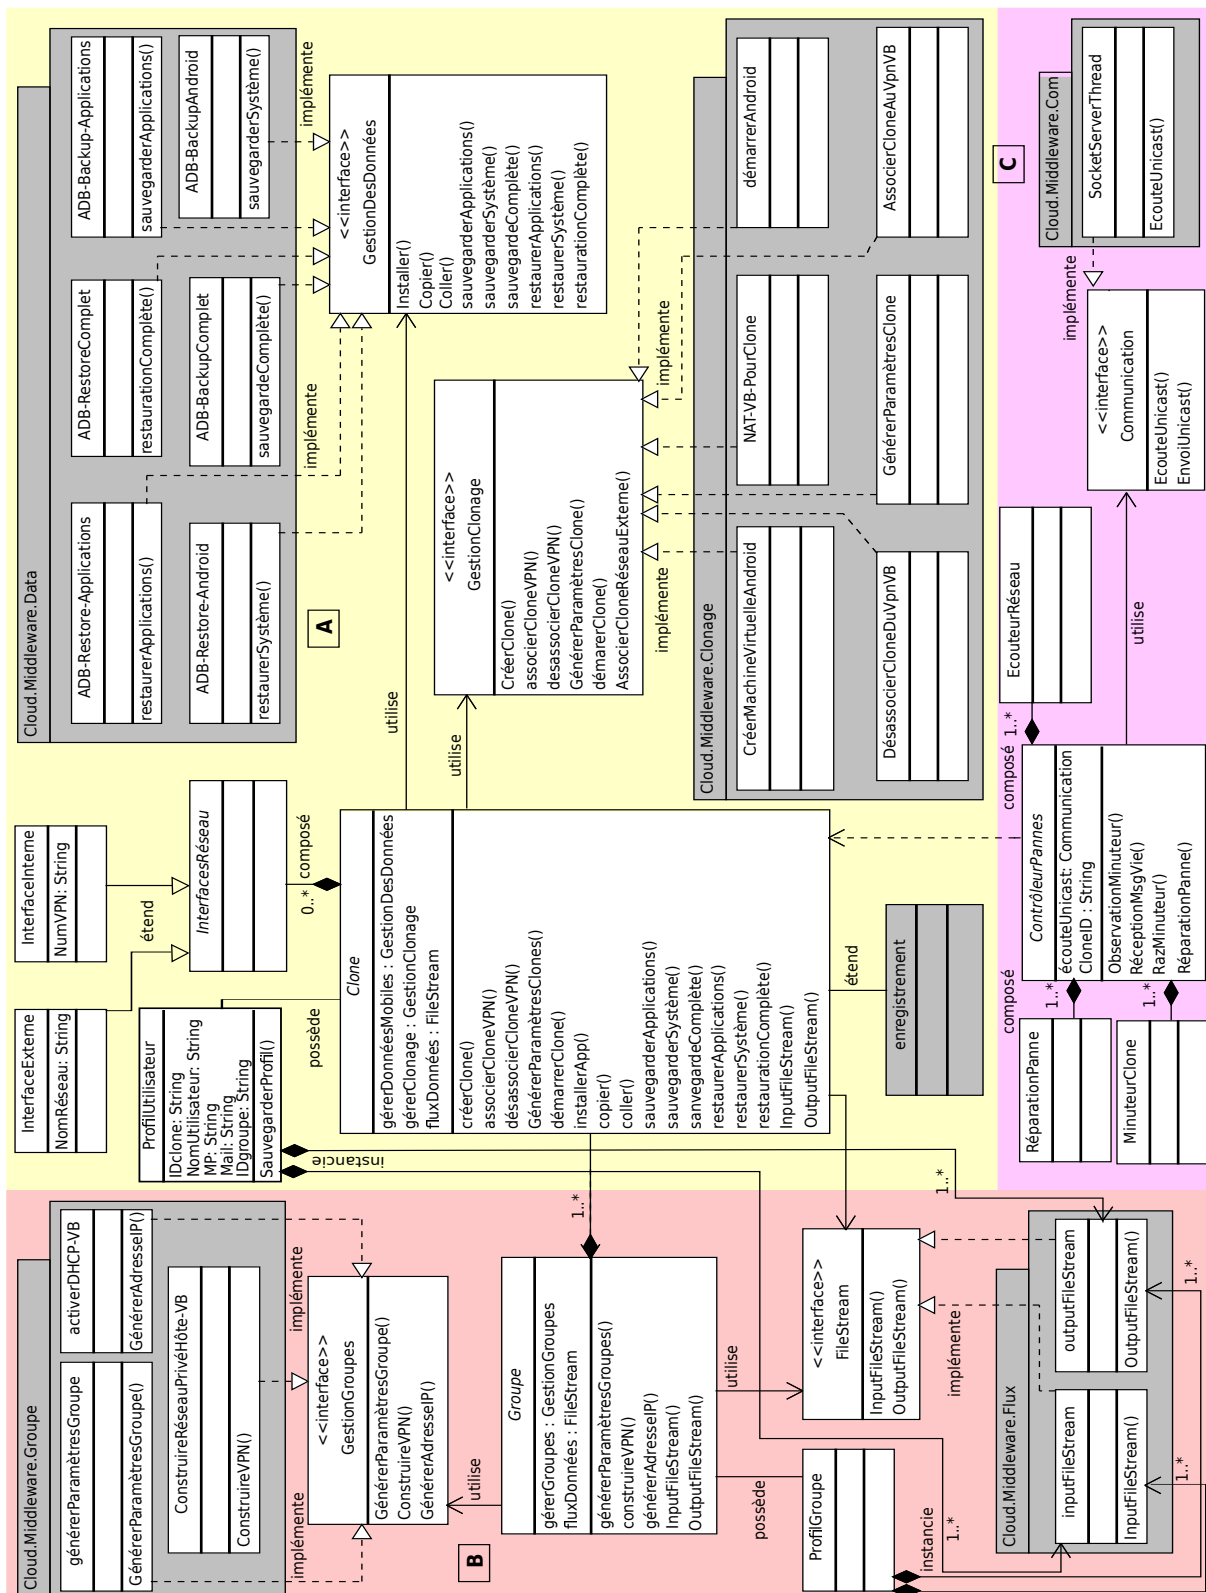 Cloud.Middleware.Groupe
générerParamètresGroupe
GénérerParamètresGroupe()
activerDHCP-VB
GénérerAdresseIP()
ConstruireRéseauPrivéHôte-VB
ConstruireVPN()
implémente
implémente
<<interface>>
GestionGroupes
GénérerParamètresGroupe()
ConstruireVPN()
GénérerAdresseIP()
utilise
B
Groupe
gérerGroupes : GestionGroupes
fluxDonnées : FileStream
générerParamètresGroupes()
construireVPN()
générerAdresseIP()
InputFileStream()
OutputFileStream()
1..*
utilise
possède
ProfilGroupe
instancie
1..*
<<interface>>
FileStream
InputFileStream()
OutputFileStream()
implémente
Cloud.Middleware.Flux
inputFileStream
InputFileStream()
outputFileStream
OutputFileStream()
1..*
1..*
1..*
InterfaceExterne
NomRéseau: String
InterfaceInterne
NumVPN: String
étend
InterfacesRéseau
0..*
composé
ProfilUtilisateur
IDclone: String
NomUtilisateur: String
MP: String
Mail: String
IDgroupe: String
SauvegarderProfil()
possède
instancie
Clone
gérerDonnéesMobiles : GestionDesDonnées
gérerClonage : GestionClonage
fluxDonnées : FileStream
créerClone()
associerCloneVPN()
désassocierCloneVPN()
GénérerParamètresClones()
démarrerClone()
installerApp()
copier()
coller()
sauvegarderApplications()
sauvegarderSystème()
sanvegardeComplète()
restaurerApplications()
restaurerSystème()
restaurationComplète()
InputFileStream()
OutputFileStream()
étend
enregistrement
utilise
utilise
Cloud.Middleware.Data
ADB-Restore-Applications
restaurerApplications()
ADB-RestoreComplet
restaurationComplète()
ADB-Backup-Applications
sauvegarderApplications()
ADB-Restore-Android
restaurerSystème()
ADB-BackupComplet
sauvegardeComplète()
ADB-BackupAndroid
sauvegarderSystème()
implémente
implémente
A
<<interface>>
GestionDesDonnées
Installer()
Copier()
Coller()
sauvegarderApplications()
sauvegarderSystème()
sauvegardeComplète()
restaurerApplications()
restaurerSystème()
restaurationComplète()
<<interface>>
GestionClonage
CréerClone()
associerCloneVPN()
desassocierCloneVPN()
GénérerParamètresClone()
démarerClone()
AssocierCloneRéseauExterne()
implémente
implémente
Cloud.Middleware.Clonage
CréerMachineVirtuelleAndroid
NAT-VB-PourClone
démarrerAndroid
DésassocierCloneDuVpnVB
GénérerParamètresClone
AssocierCloneAuVpnVB
C
Cloud.Middleware.Com
SocketServerThread
EcouteUnicast()
implémente
<<interface>>
Communication
EcouteUnicast()
EnvoiUnicast()
utilise
EcouteurRéseau
composé
1..*
ContrôleurPannes
écouteUnicast: Communication
CloneID : String
ObservationMinuteur()
RéceptionMsgVie()
RazMinuteur()
RéparationPanne()
composé
1..*
1..*
RéparationPanne
MinuteurClone